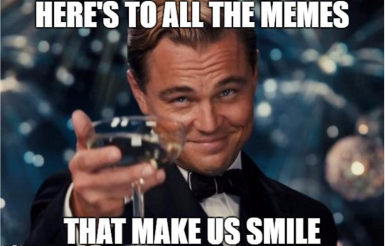 HERE'S TO ALL THE MEMES
THAT MAKE US SMILE